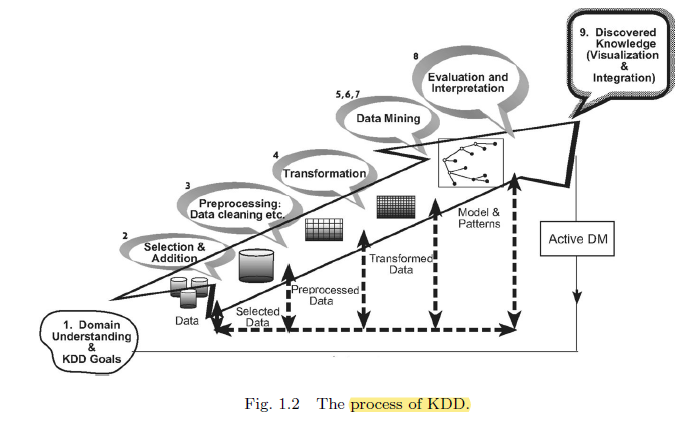 9. Discovered
Knowledge
(Visualization
&
Integration)
8
Evaluation and
Interpretation
5,6,7
Data Mining
4
Transformation
3
Preprocessing:
Data cleaning etc.
2
Selection &
Addition
Model &
Patterns
Active DM
Transformed
Data
Preprocessed
Data
Selected
Data
Data
1. Domain
Understanding
&
KDD Goals
Fig. 1.2 The process of KDD.